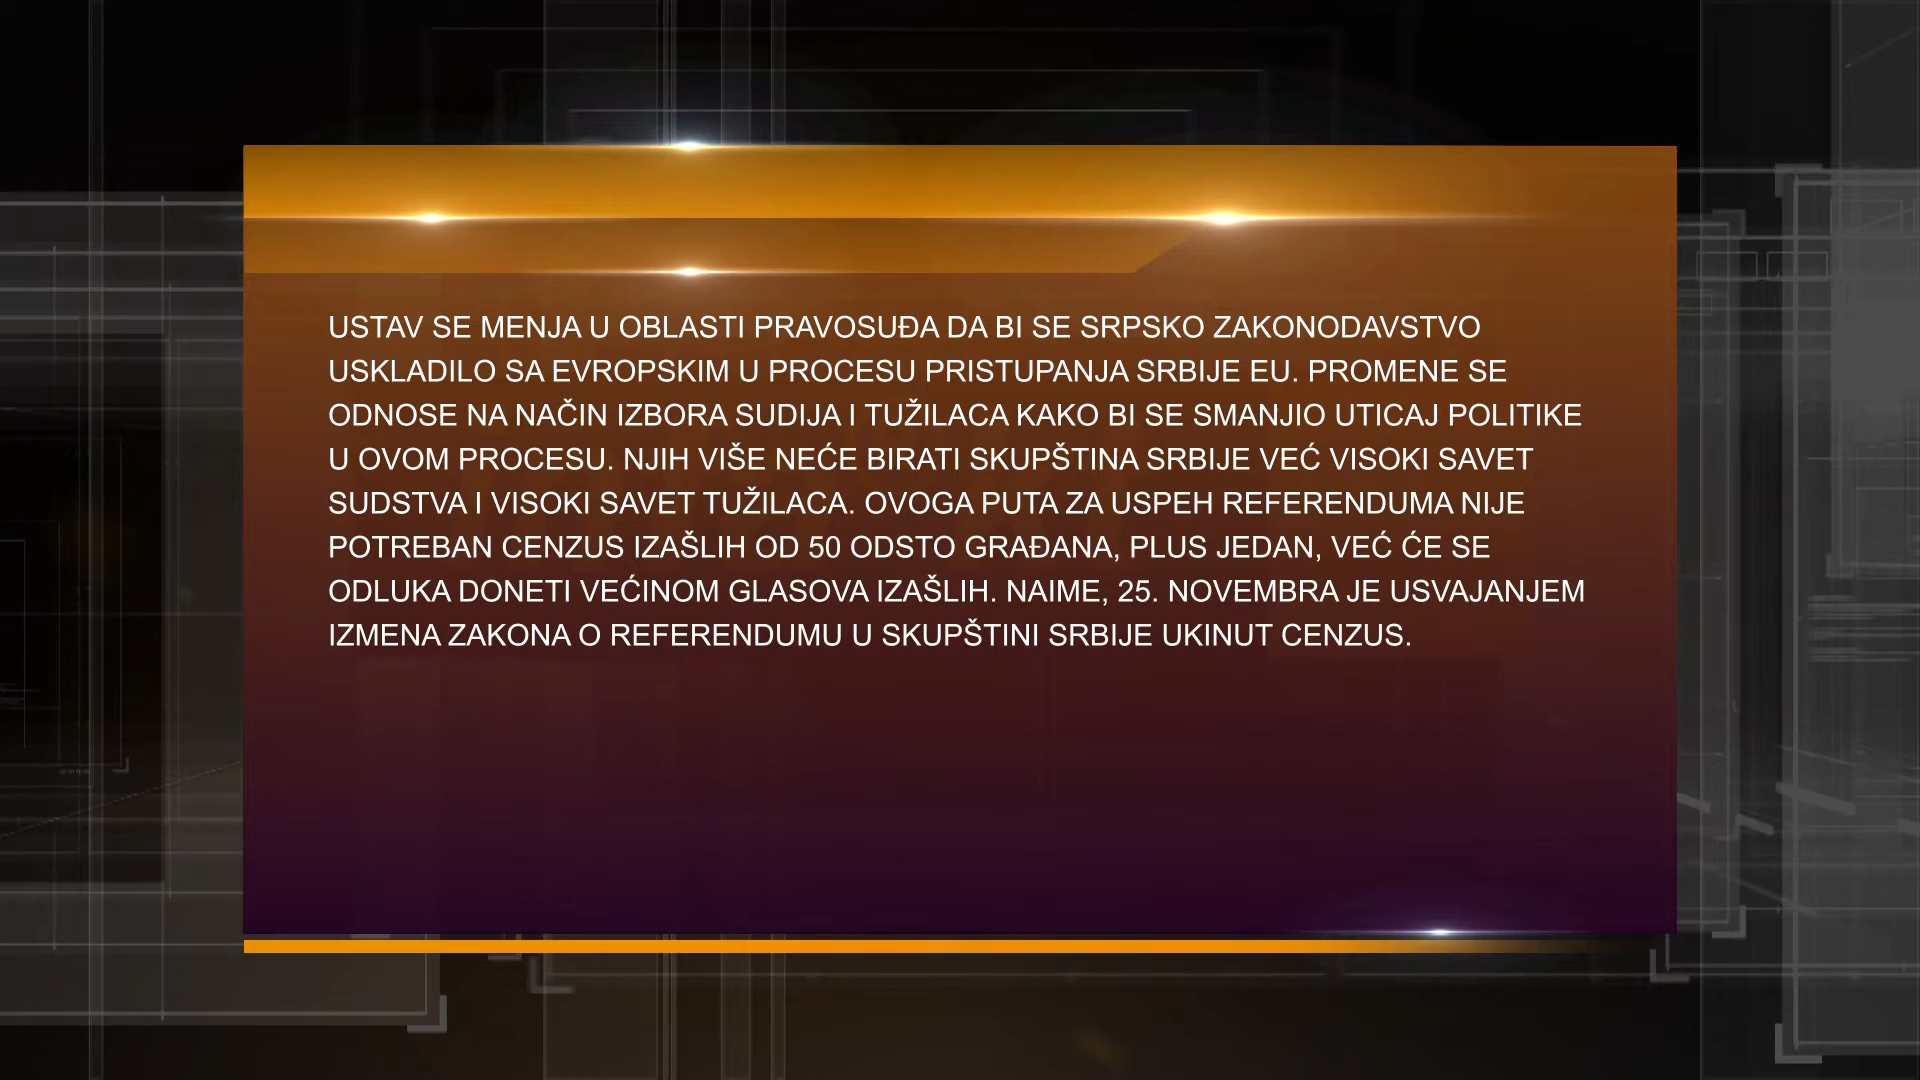 USTAV SE MENJA U OBLASTI PRAVOSUĐA DA BI SE SRPSKO ZAKONODAVSTVO
USKLADILO SA EVROPSKIM U PROCESU PRISTUPANJA SRBIJE EU. PROMENE SE
ODNOSE NA NAČIN IZBORA SUDIJA I TUŽILACA KAKO BI SE SMANJIO UTICAJ POLITIKE
U OVOM PROCESU. NJIH VIŠE NEĆE BIRATI SKUPŠTINA SRBIJE VEĆ VISOKI SAVET
SUDSTVA I VISOKI SAVET TUŽILACA. OVOGA PUTA ZA USPEH REFERENDUMA NIJE
POTREBAN CENZUS IZAŠLIH OD 50 ODSTO GRAĐANA, PLUS JEDAN, VEĆ ĆE SE
ODLUKA DONETI VEĆINOM GLASOVA IZAŠLIH. NAIME, 25. NOVEMBRA JE USVAJANJEM
IZMENA ZAKONA O REFERENDUMU U SKUPŠTINI SRBIJE UKINUT CENZUS.